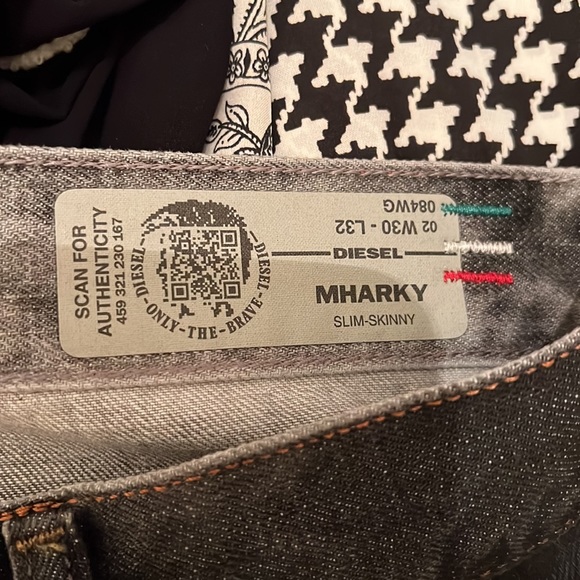 SCAN FOR
AUTHENTICITY
459 321 230 167
DIESEL-ONLY-THE-BRAVE-DIESEL
02 W30 - L32
084WG
DIESEL
MHARKY
SLIM-SKINNY